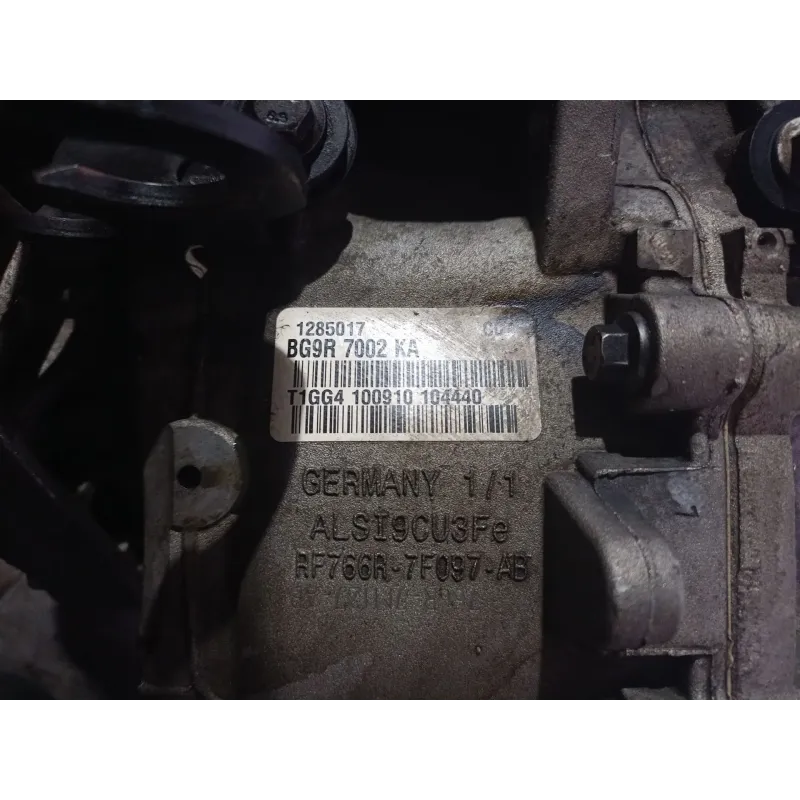 1285017
BG9R 7002 KA
T1GG4 100910 104440
GERMANY 1/1
ALSI9CU3Fe
RF766R-7F097-AB